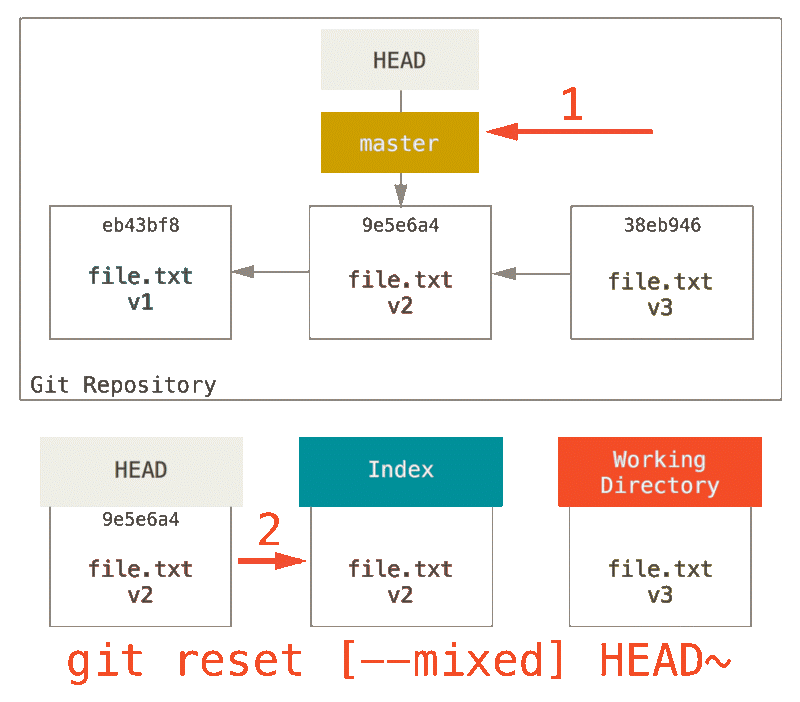 HEAD
1
master
eb43bf8
file.txt
v1
9e5e6a4
file.txt
v2
38eb946
file.txt
v3
Git Repository
HEAD
9e5e6a4
file.txt
v2
2
Index
file.txt
v2
Working
Directory
file.txt
v3
git reset [--mixed] HEAD~